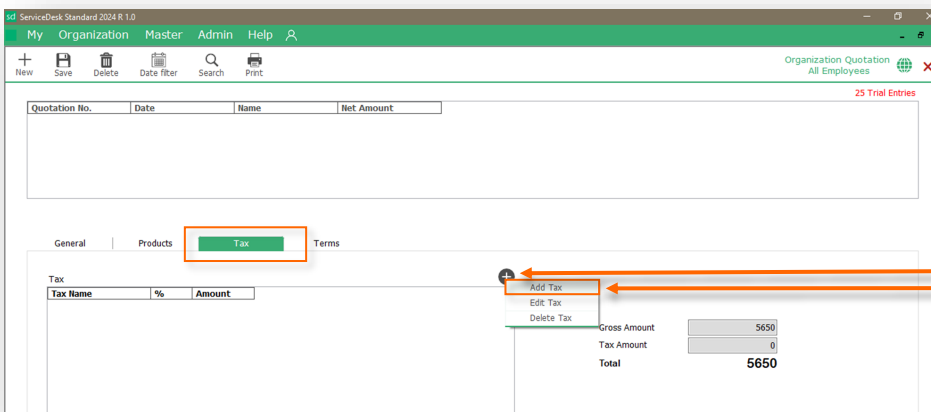 sd ServiceDesk Standard 2024 R 1.0
My Organization Master Admin Help
New Save Delete Date filter Search Print
Organization Quotation
All Employees
25 Trial Entries
Quotation No. Date Name Net Amount
General Products Tax Terms
Tax
Tax Name % Amount
Add Tax
Edit Tax
Delete Tax
Gross Amount 5650
Tax Amount 0
Total 5650